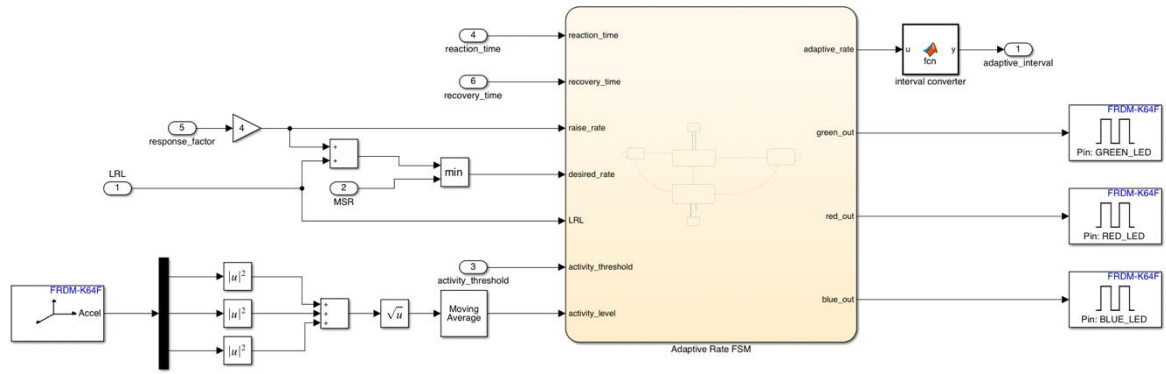 4
reaction_time
reaction_time
6
recovery_time
recovery_time
5
response_factor
4
raise_rate
+
+
LRL
1
2
MSR
min
desired_rate
LRL
3
activity_threshold
activity_threshold
FRDM-K64F
Accel
|u|²
|u|²
|u|²
+
+
+
√u
Moving
Average
activity_level
Adaptive Rate FSM
adaptive_rate
u
fcn
y
interval converter
1
adaptive_interval
green_out
FRDM-K64F
Pin: GREEN_LED
red_out
FRDM-K64F
Pin: RED_LED
blue_out
FRDM-K64F
Pin: BLUE_LED